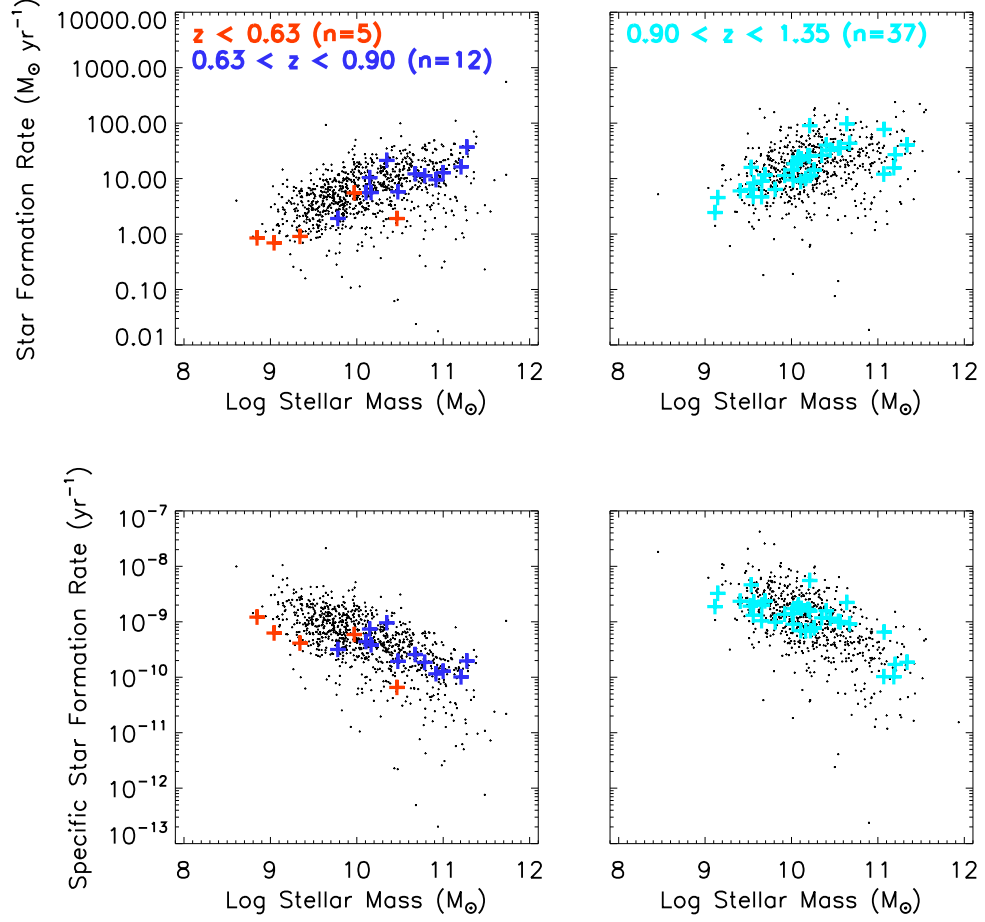 10000.00
1000.00
100.00
10.00
1.00
0.10
0.01
Star Formation Rate (M⊙ yr⁻¹)
z < 0.63 (n=5)
0.63 < z < 0.90 (n=12)
8 9 10 11 12
Log Stellar Mass (M⊙)
0.90 < z < 1.35 (n=37)
8 9 10 11 12
Log Stellar Mass (M⊙)
10⁻⁷
10⁻⁸
10⁻⁹
10⁻¹⁰
10⁻¹¹
10⁻¹²
10⁻¹³
Specific Star Formation Rate (yr⁻¹)
8 9 10 11 12
Log Stellar Mass (M⊙)
8 9 10 11 12
Log Stellar Mass (M⊙)